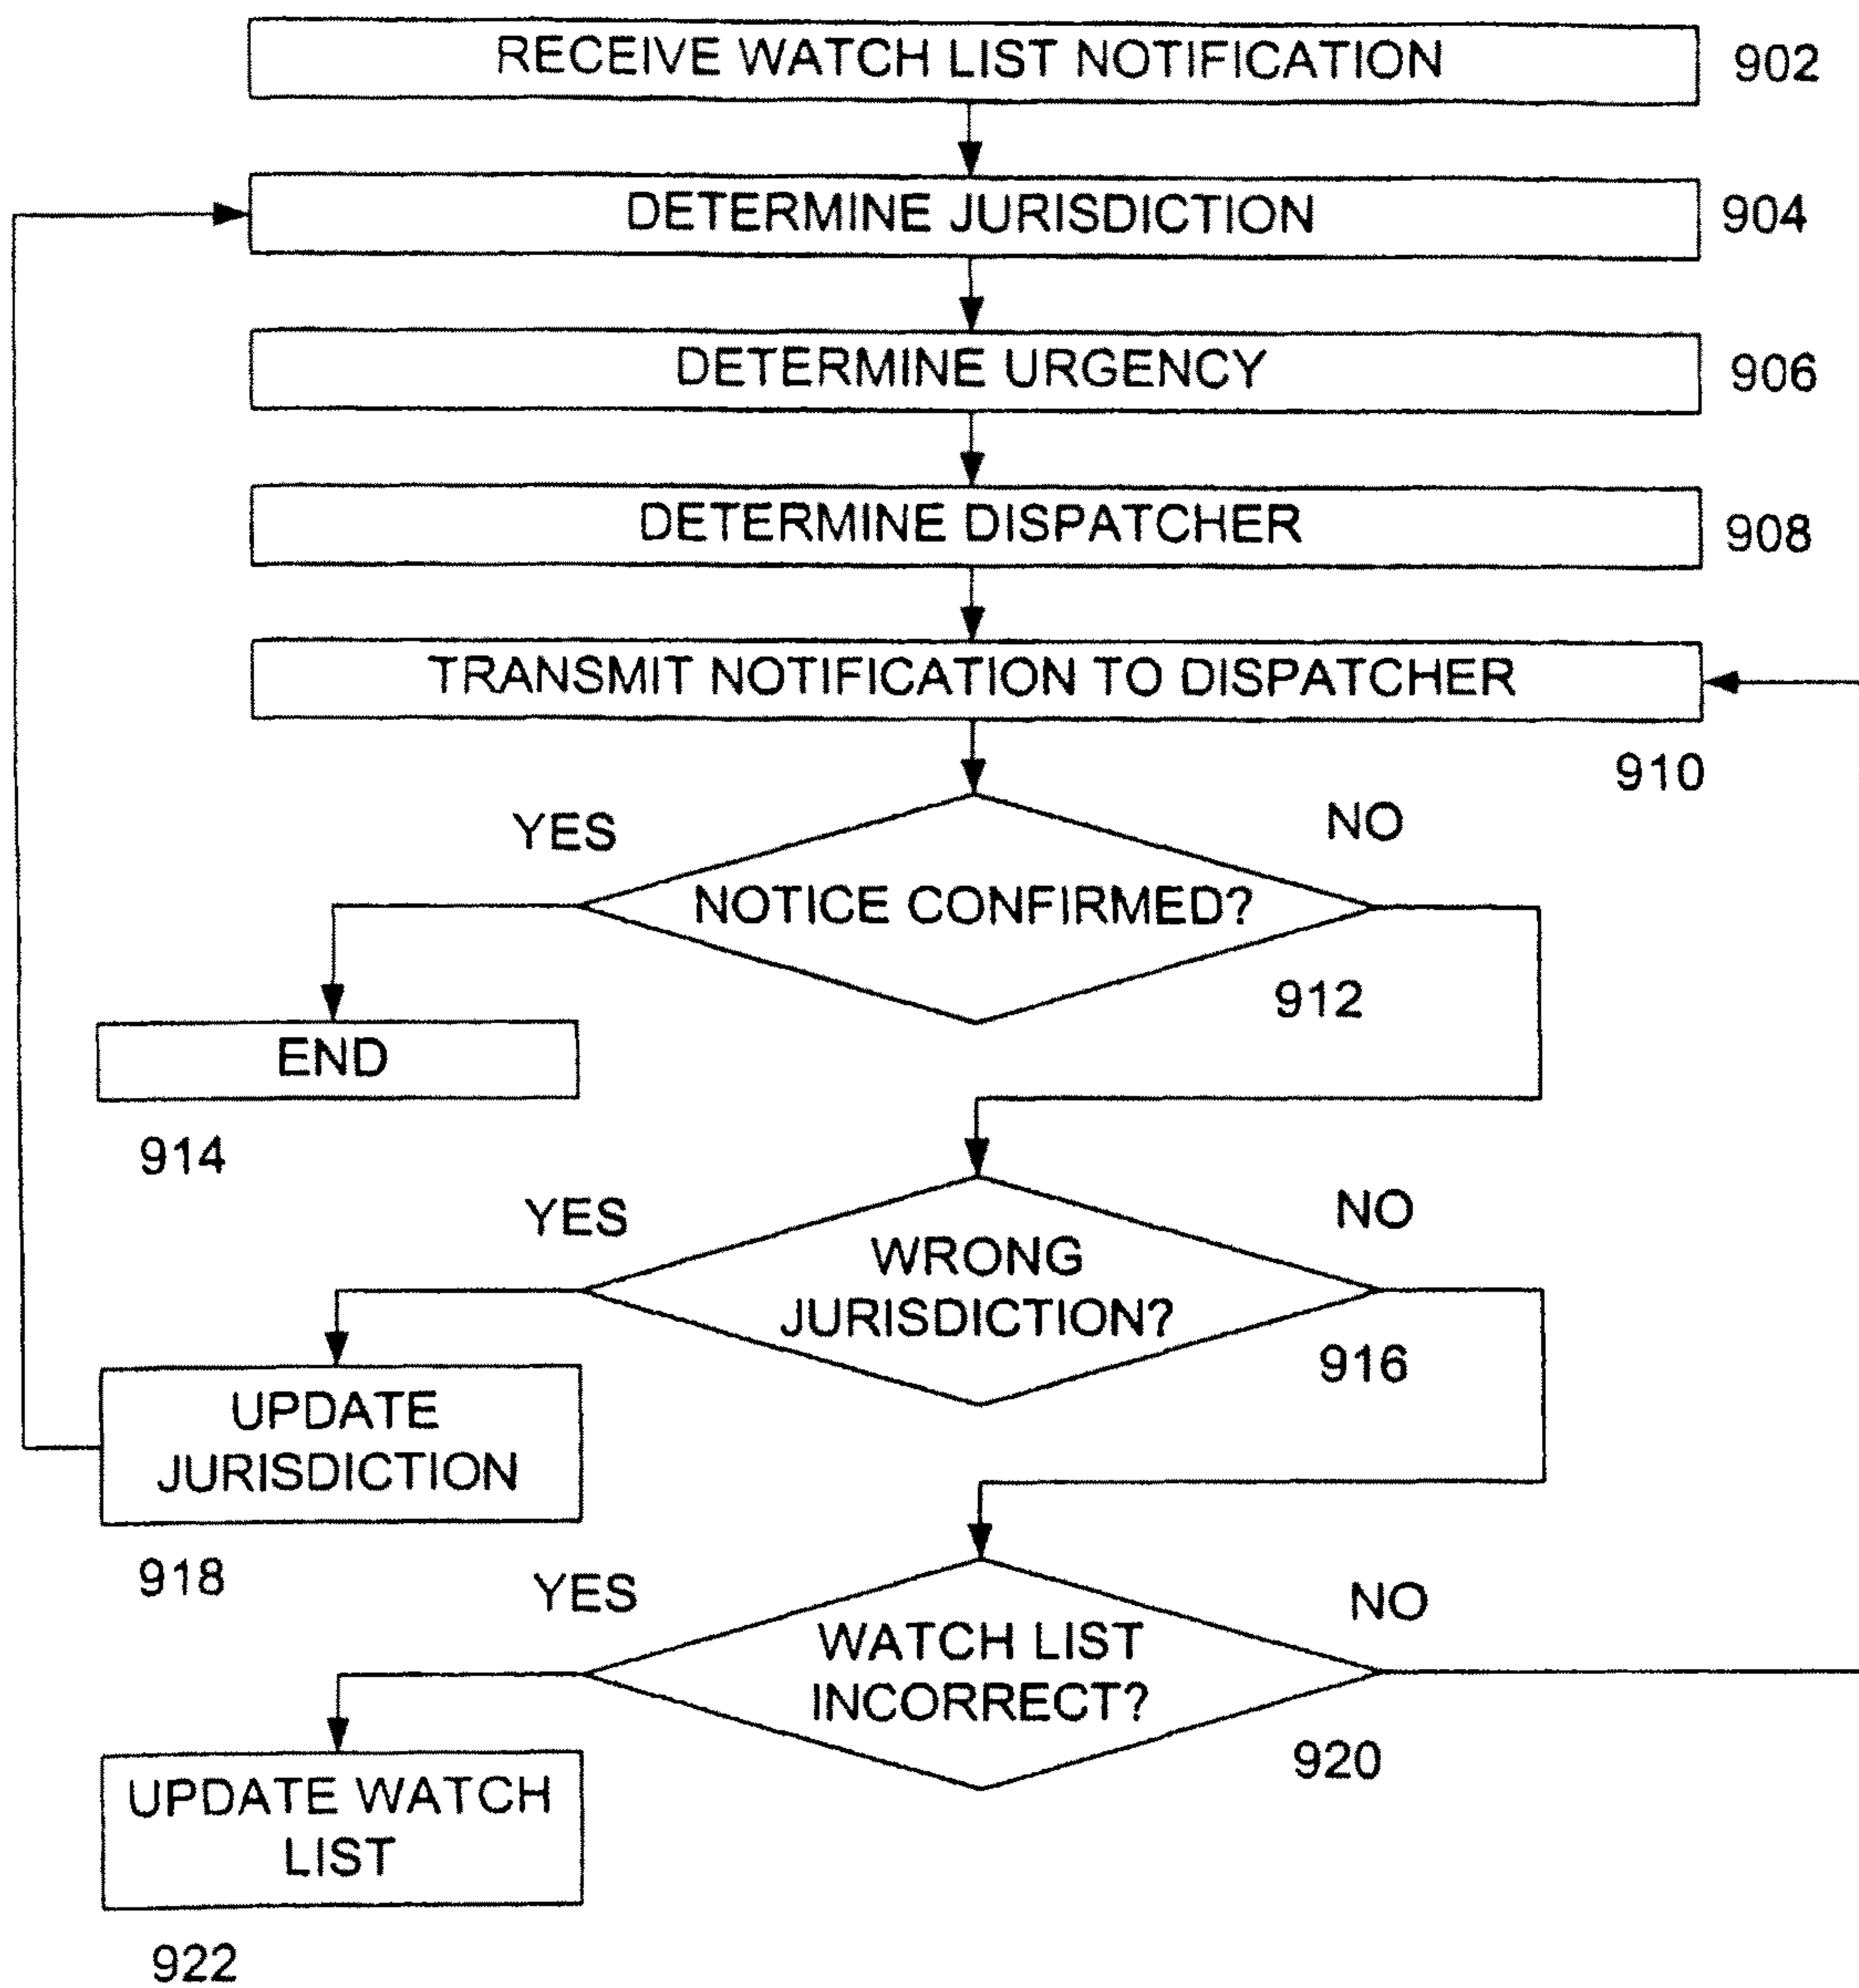 RECEIVE WATCH LIST NOTIFICATION
902
DETERMINE JURISDICTION
904
DETERMINE URGENCY
906
DETERMINE DISPATCHER
908
TRANSMIT NOTIFICATION TO DISPATCHER
910
YES
NO
NOTICE CONFIRMED?
912
END
914
YES
NO
WRONG
JURISDICTION?
916
UPDATE
JURISDICTION
918
YES
NO
WATCH LIST
INCORRECT?
920
UPDATE WATCH
LIST
922